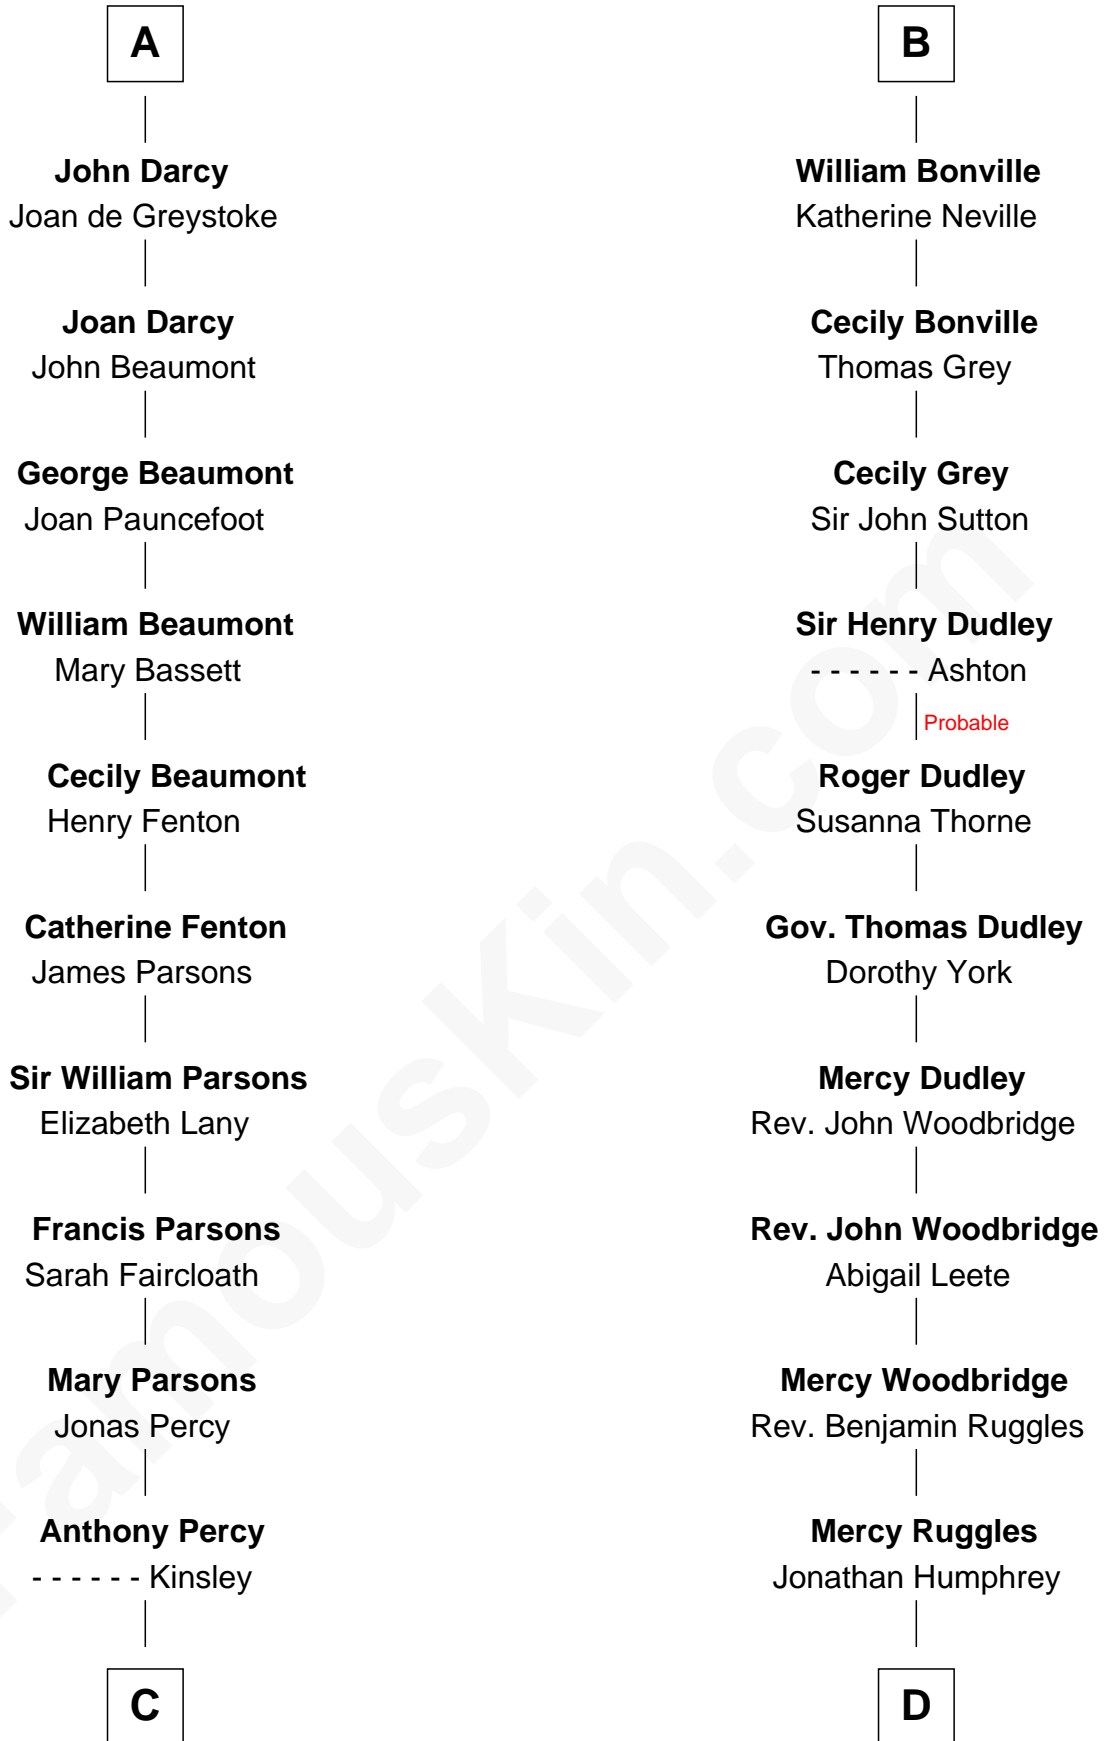 A
John Darcy
Joan de Greystoke
Joan Darcy
John Beaumont
George Beaumont
Joan Pauncefoot
William Beaumont
Mary Bassett
Cecily Beaumont
Henry Fenton
Catherine Fenton
James Parsons
Sir William Parsons
Elizabeth Lany
Francis Parsons
Sarah Faircloath
Mary Parsons
Jonas Percy
Anthony Percy
- - - - - - Kinsley
C
B
William Bonville
Katherine Neville
Cecily Bonville
Thomas Grey
Cecily Grey
Sir John Sutton
Sir Henry Dudley
- - - - - - Ashton
Probable
Roger Dudley
Susanna Thorne
Gov. Thomas Dudley
Dorothy York
Mercy Dudley
Rev. John Woodbridge
Rev. John Woodbridge
Abigail Leete
Mercy Woodbridge
Rev. Benjamin Ruggles
Mercy Ruggles
Jonathan Humphrey
D
FamousKin.com